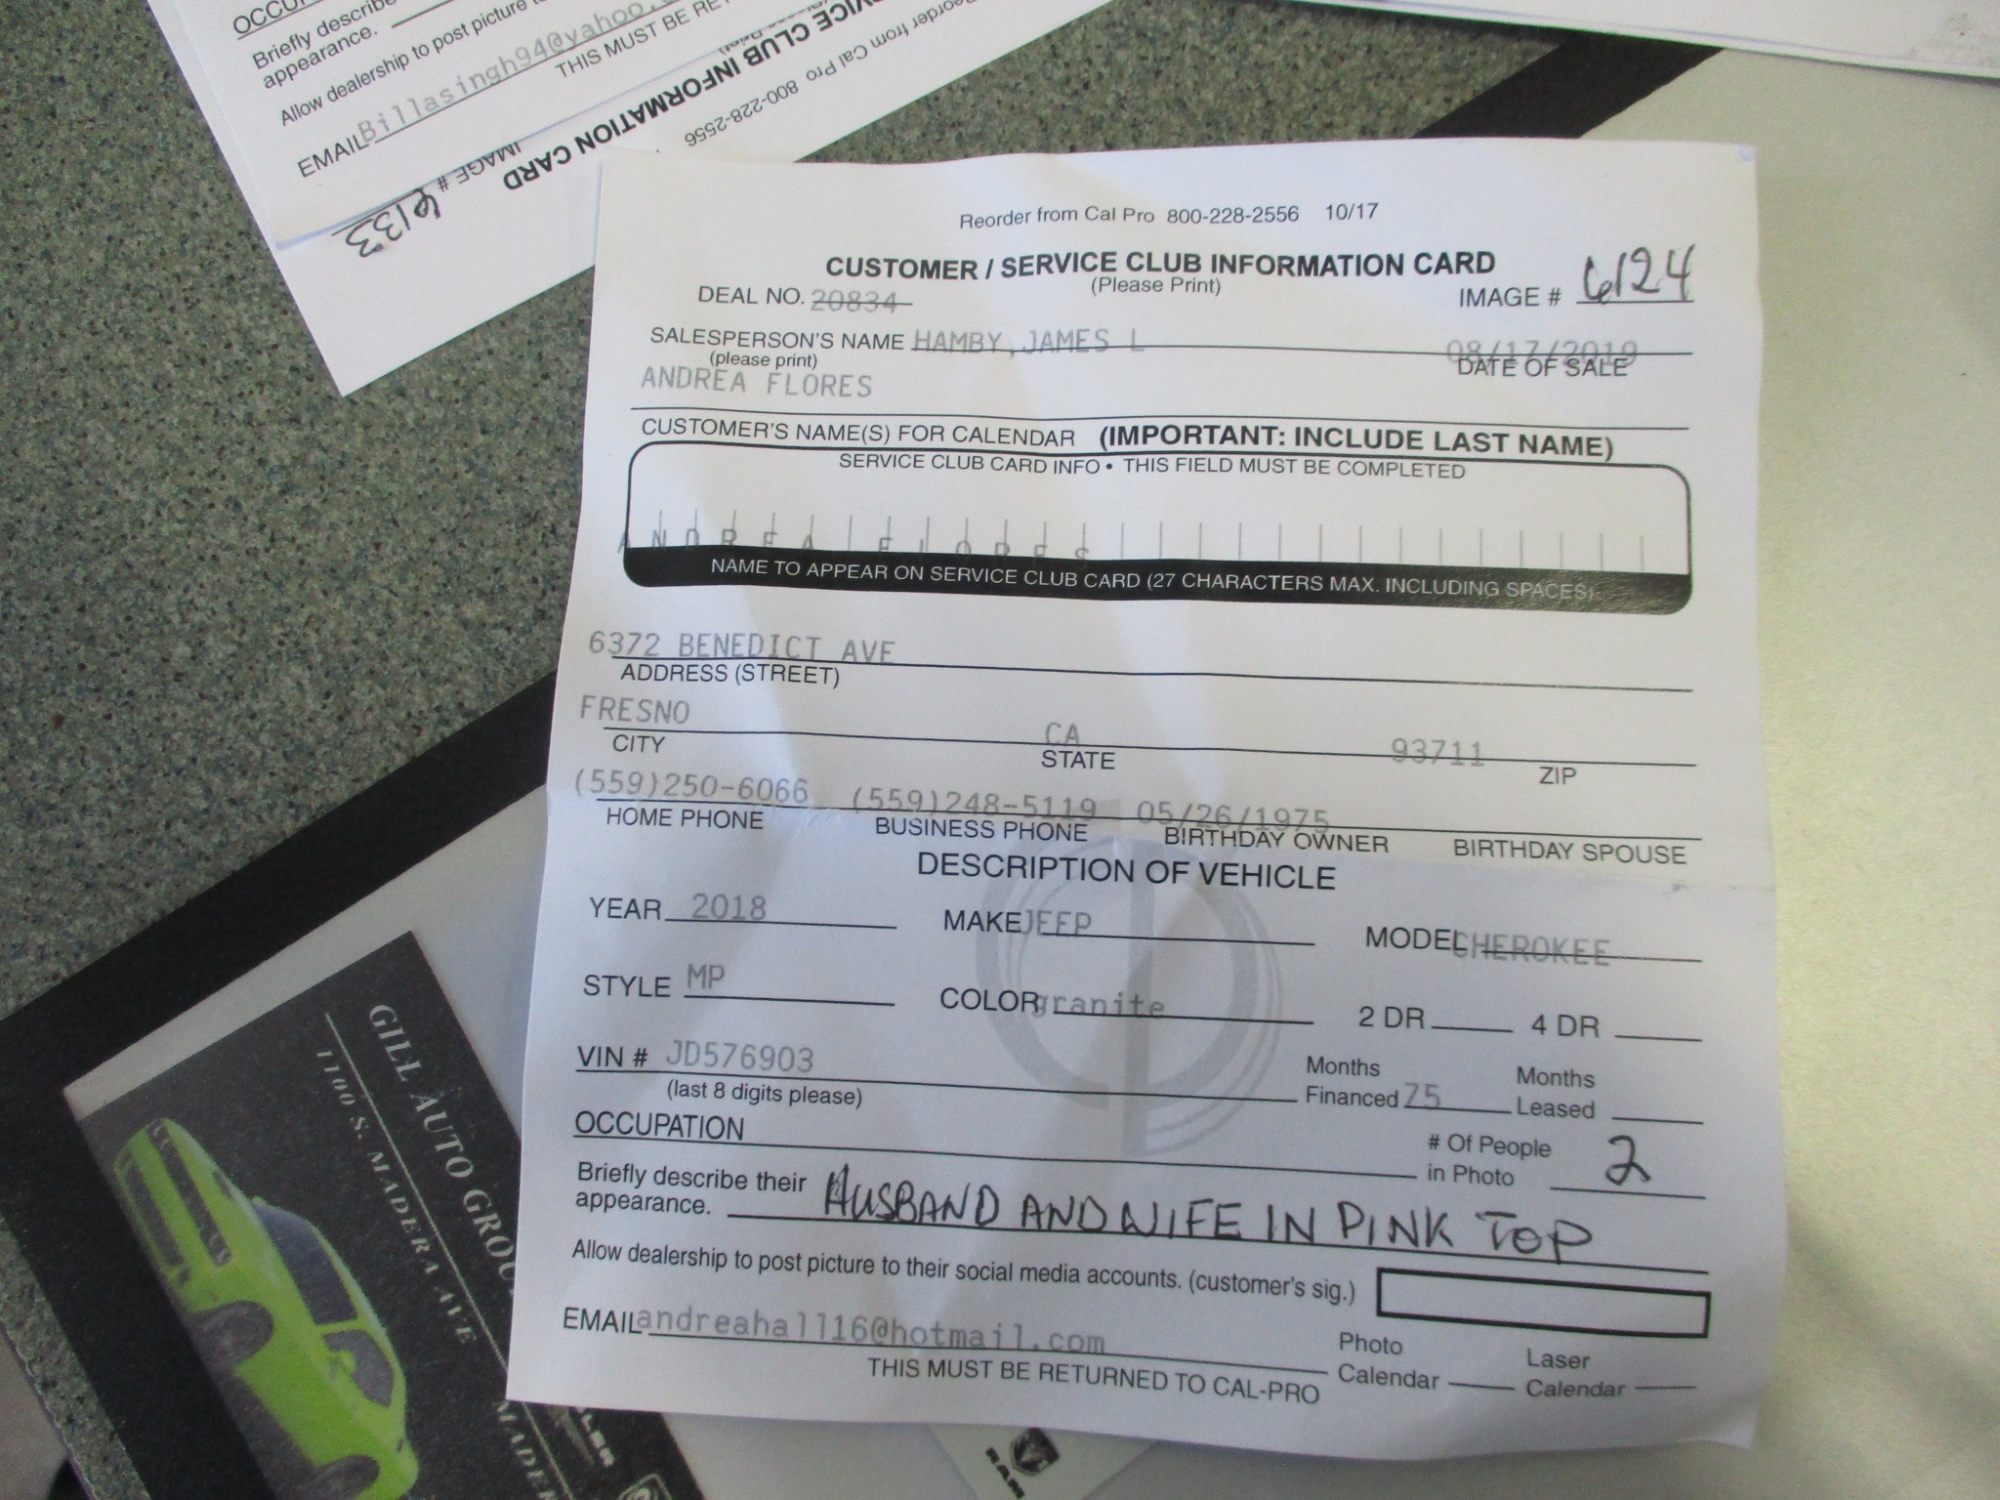 OCCU
Briefly describe
appearance.
Allow dealership to post picture to
EMAIL Billasingh94@yahoo.
THIS MUST BE RE
Reorder from Cal Pro 800-228-2556
VICE CLUB INFORMATION CARD
IMAGE # 6133
Reorder from Cal Pro 800-228-2556 10/17
CUSTOMER / SERVICE CLUB INFORMATION CARD
(Please Print)
DEAL NO. 20834
IMAGE # 6124
SALESPERSON'S NAME HAMBY, JAMES L
(please print)
08/17/2019
DATE OF SALE
ANDREA FLORES
CUSTOMER'S NAME(S) FOR CALENDAR (IMPORTANT: INCLUDE LAST NAME)
SERVICE CLUB CARD INFO • THIS FIELD MUST BE COMPLETED
ANDREA FLORES
NAME TO APPEAR ON SERVICE CLUB CARD (27 CHARACTERS MAX. INCLUDING SPACES)
6372 BENEDICT AVE
ADDRESS (STREET)
FRESNO CA 93711
CITY STATE ZIP
(559)250-6066 (559)248-5119 05/26/1975
HOME PHONE BUSINESS PHONE BIRTHDAY OWNER BIRTHDAY SPOUSE
DESCRIPTION OF VEHICLE
YEAR 2018 MAKE JEEP MODEL CHEROKEE
STYLE MP COLOR granite 2 DR 4 DR
VIN # JD576903
(last 8 digits please)
Months
Financed 75
Months
Leased
OCCUPATION
# Of People
in Photo 2
Briefly describe their
appearance. HUSBAND AND WIFE IN PINK TOP
Allow dealership to post picture to their social media accounts. (customer's sig.)
EMAIL andreahall16@hotmail.com
Photo
Calendar
Laser
Calendar
THIS MUST BE RETURNED TO CAL-PRO
GILL AUTO GROU
1100 S. MADERA AVE
MADE
RAM